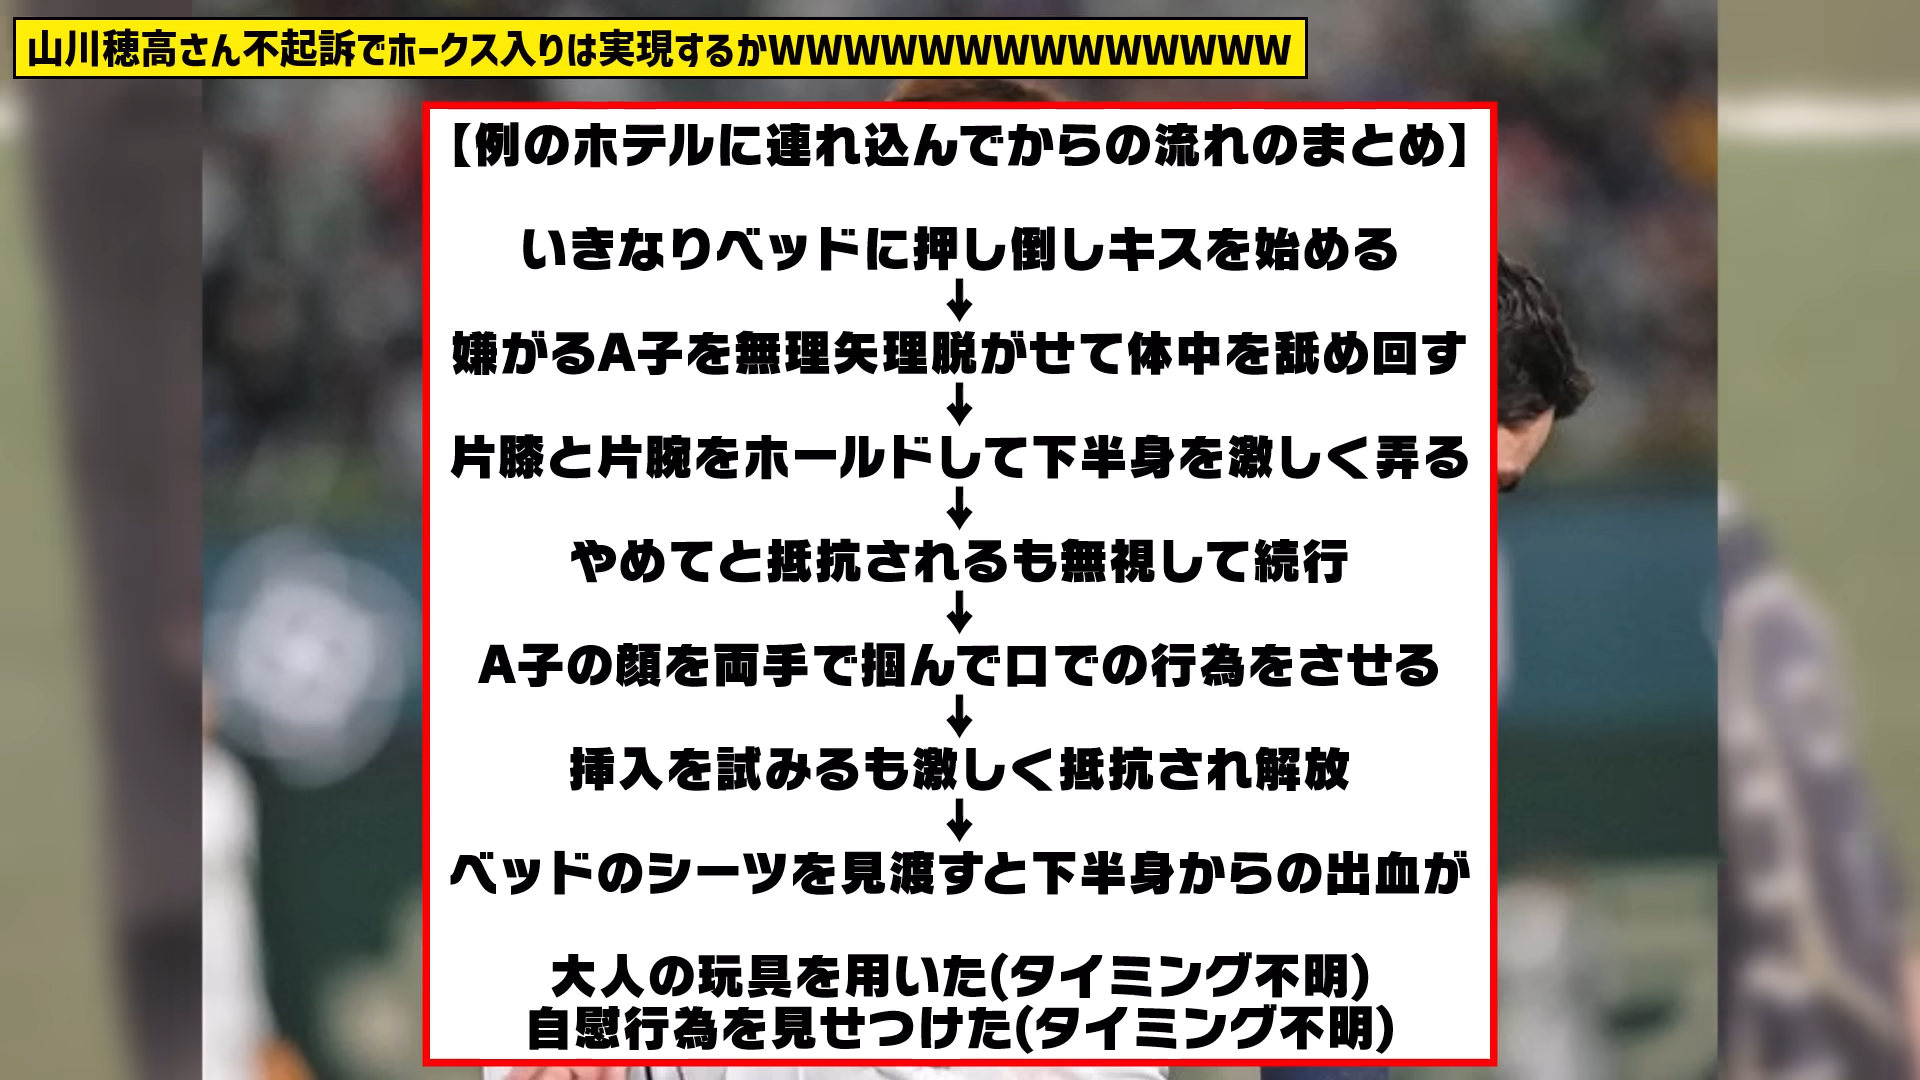 山川穂高さん不起訴でホークス入りは実現するかWWWWWWWWWWWWWW
【例のホテルに連れ込んでからの流れのまとめ】
いきなりベッドに押し倒しキスを始める
↓
嫌がるA子を無理矢理脱がせて体中を舐め回す
↓
片膝と片腕をホールドして下半身を激しく弄る
↓
やめてと抵抗されるも無視して続行
↓
A子の顔を両手で掴んで口での行為をさせる
↓
挿入を試みるも激しく抵抗され解放
↓
ベッドのシーツを見渡すと下半身からの出血が
大人の玩具を用いた(タイミング不明)
自慰行為を見せつけた(タイミング不明)